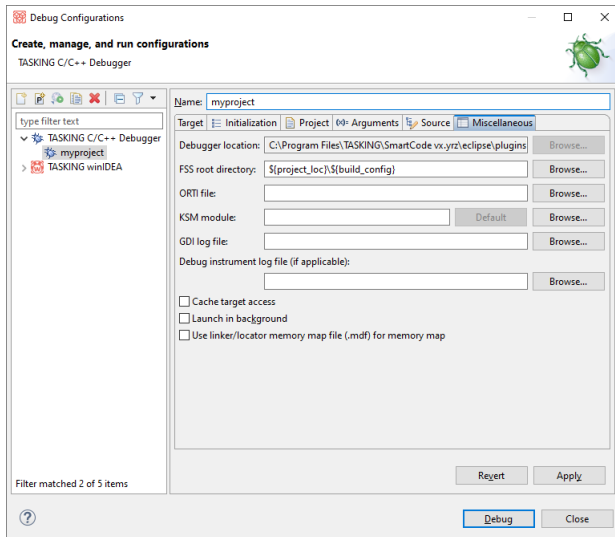 Debug Configurations
Create, manage, and run configurations
TASKING C/C++ Debugger
type filter text
TASKING C/C++ Debugger
myproject
TASKING winIDEA
Filter matched 2 of 5 items
Name: myproject
Target Initialization Project (x)= Arguments Source Miscellaneous
Debugger location: C:\Program Files\TASKING\SmartCode vx.yrz\eclipse\plugins Browse...
FSS root directory: ${project_loc}\${build_config} Browse...
ORTI file: Browse...
KSM module: Default Browse...
GDI log file: Browse...
Debug instrument log file (if applicable):
Browse...
Cache target access
Launch in background
Use linker/locator memory map file (.mdf) for memory map
Revert Apply
Debug Close